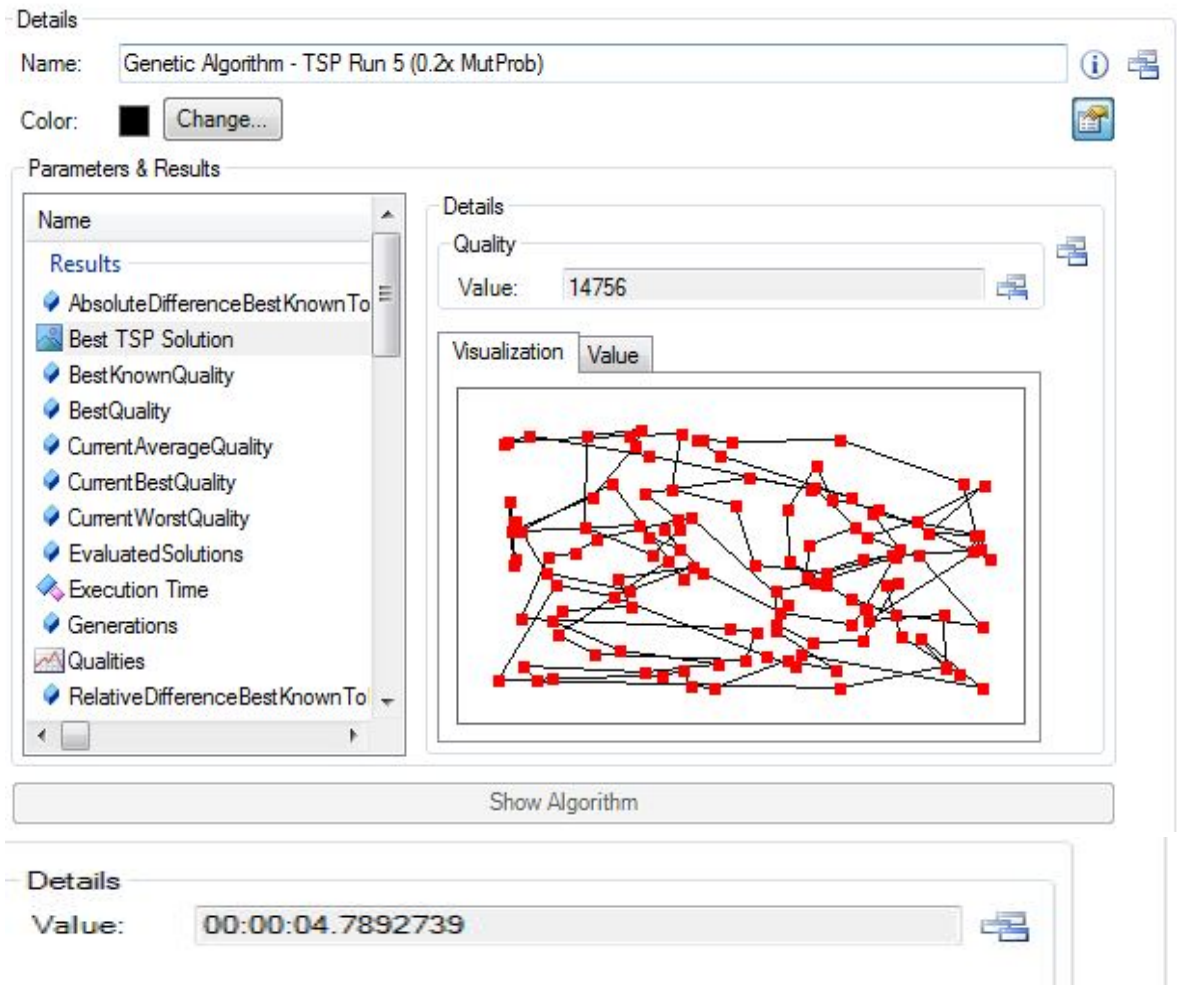 Details
Name: Genetic Algorithm - TSP Run 5 (0.2x MutProb)
Color: Change...
Parameters & Results
Name
Results
AbsoluteDifferenceBestKnownTo
Best TSP Solution
BestKnownQuality
BestQuality
CurrentAverageQuality
CurrentBestQuality
CurrentWorstQuality
EvaluatedSolutions
Execution Time
Generations
Qualities
RelativeDifferenceBestKnownTo
Details
Quality
Value: 14756
Visualization Value
Show Algorithm
Details
Value: 00:00:04.7892739